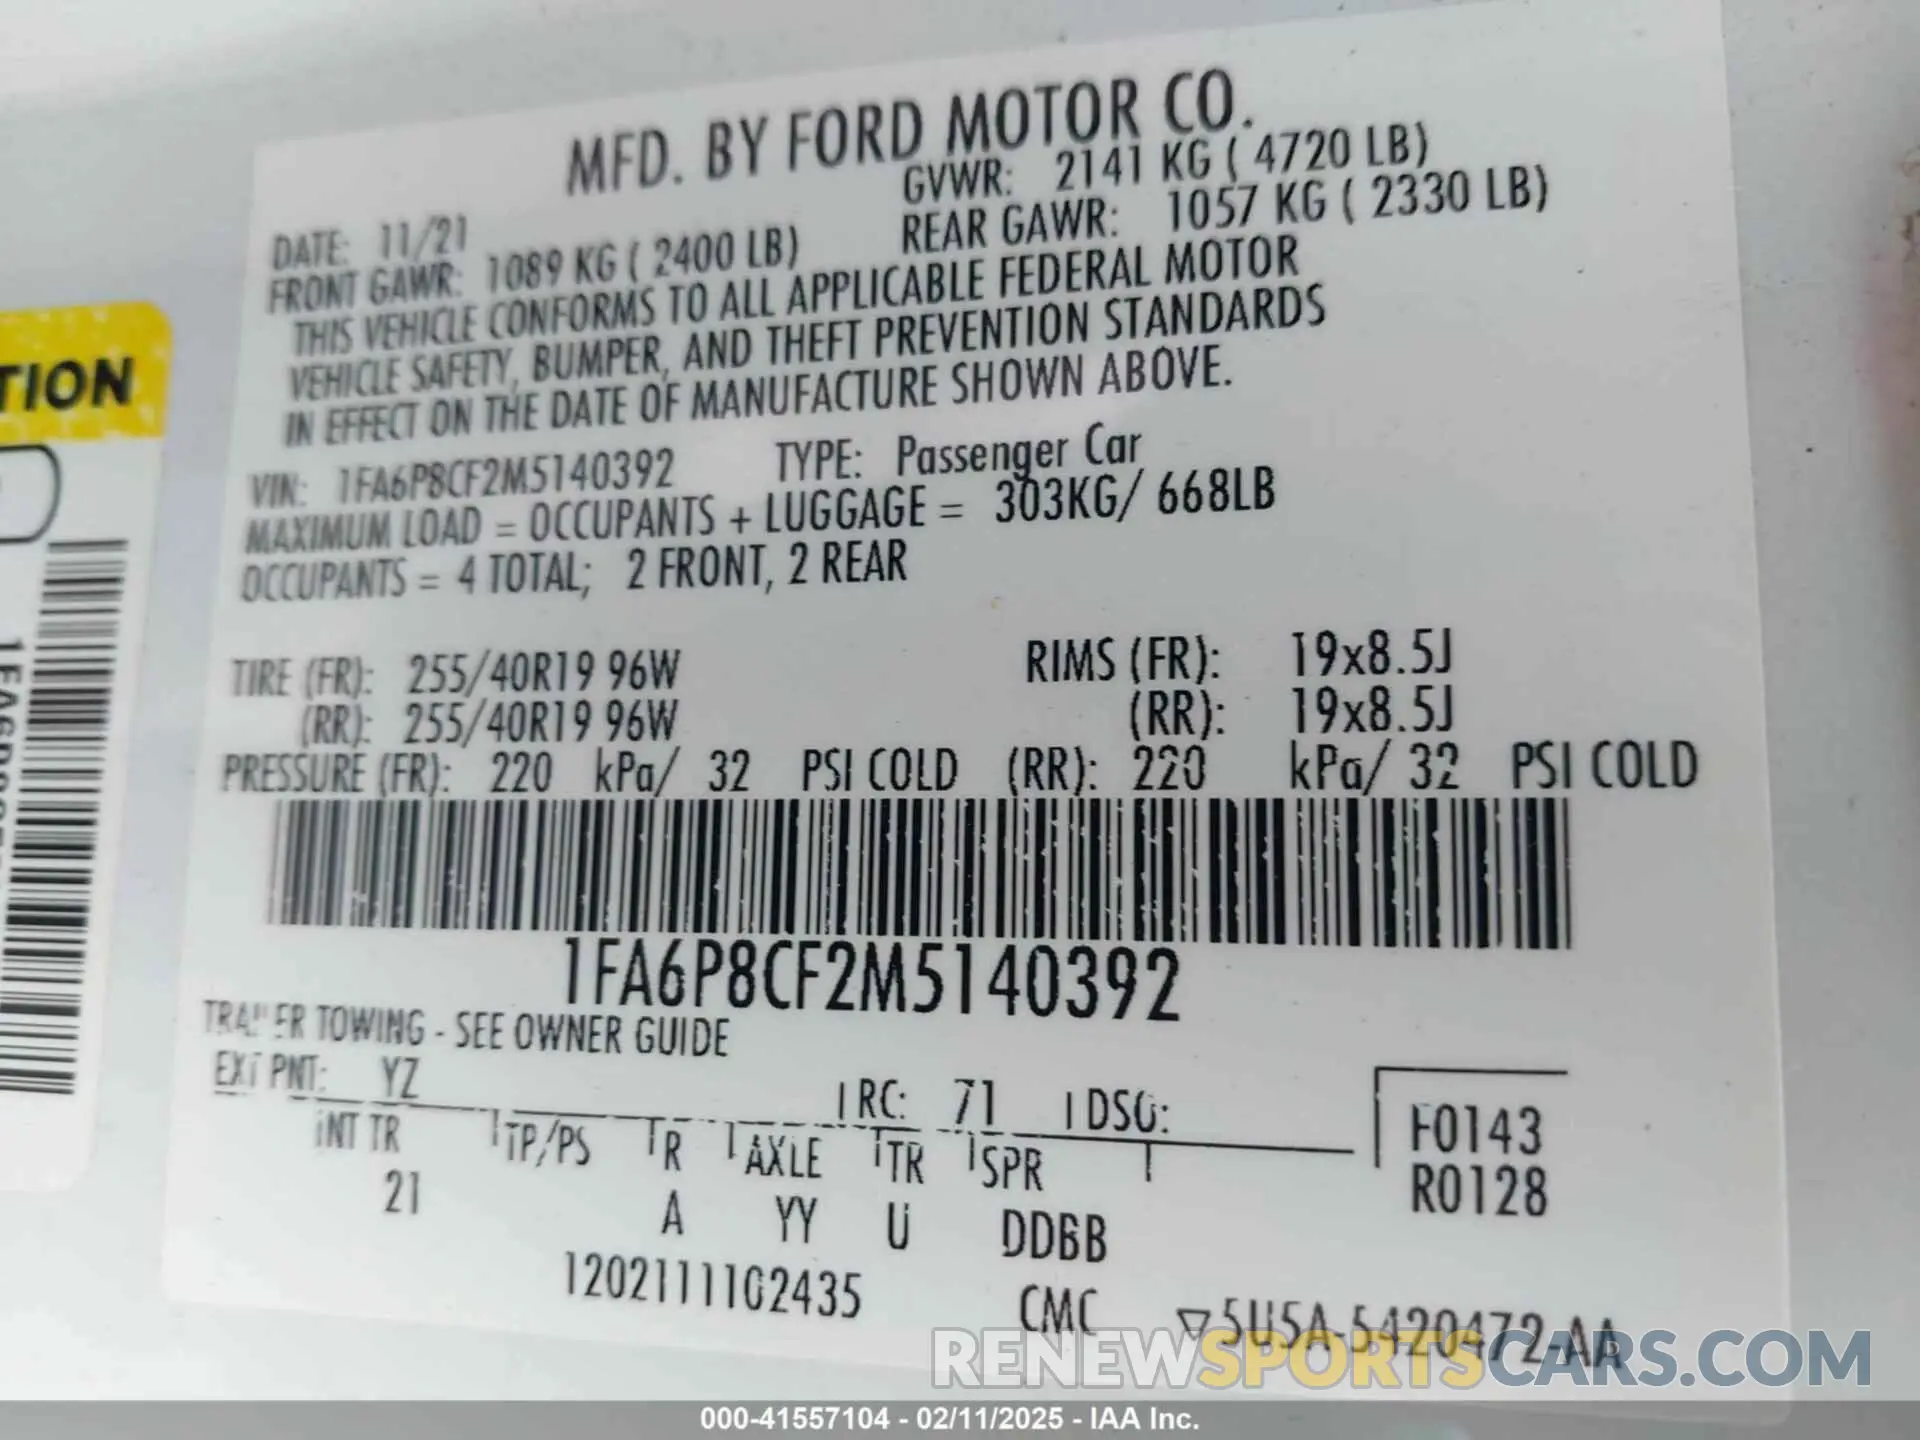 MFD. BY FORD MOTOR CO.
DATE: 11/21 GVWR: 2141 KG ( 4720 LB)
FRONT GAWR: 1089 KG ( 2400 LB) REAR GAWR: 1057 KG ( 2330 LB)
THIS VEHICLE CONFORMS TO ALL APPLICABLE FEDERAL MOTOR
VEHICLE SAFETY, BUMPER, AND THEFT PREVENTION STANDARDS
IN EFFECT ON THE DATE OF MANUFACTURE SHOWN ABOVE.
VIN: 1FA6P8CF2M5140392 TYPE: Passenger Car
MAXIMUM LOAD = OCCUPANTS + LUGGAGE = 303KG/ 668LB
OCCUPANTS = 4 TOTAL; 2 FRONT, 2 REAR
TIRE (FR): 255/40R19 96W RIMS (FR): 19x8.5J
(RR): 255/40R19 96W (RR): 19x8.5J
PRESSURE (FR): 220 kPa/ 32 PSI COLD (RR): 220 kPa/ 32 PSI COLD
1FA6P8CF2M5140392
TRAILER TOWING - SEE OWNER GUIDE
EXT PNT: YZ RC: 71 DSO:
INT TR TP/PS R AXLE TR SPR
21 A YY U DDBB
F0143
R0128
1202111102435 CMC ▽5U5A-5420472-AA
TION
RENEWSPORTSCARS.COM
000-41557104 - 02/11/2025 - IAA Inc.